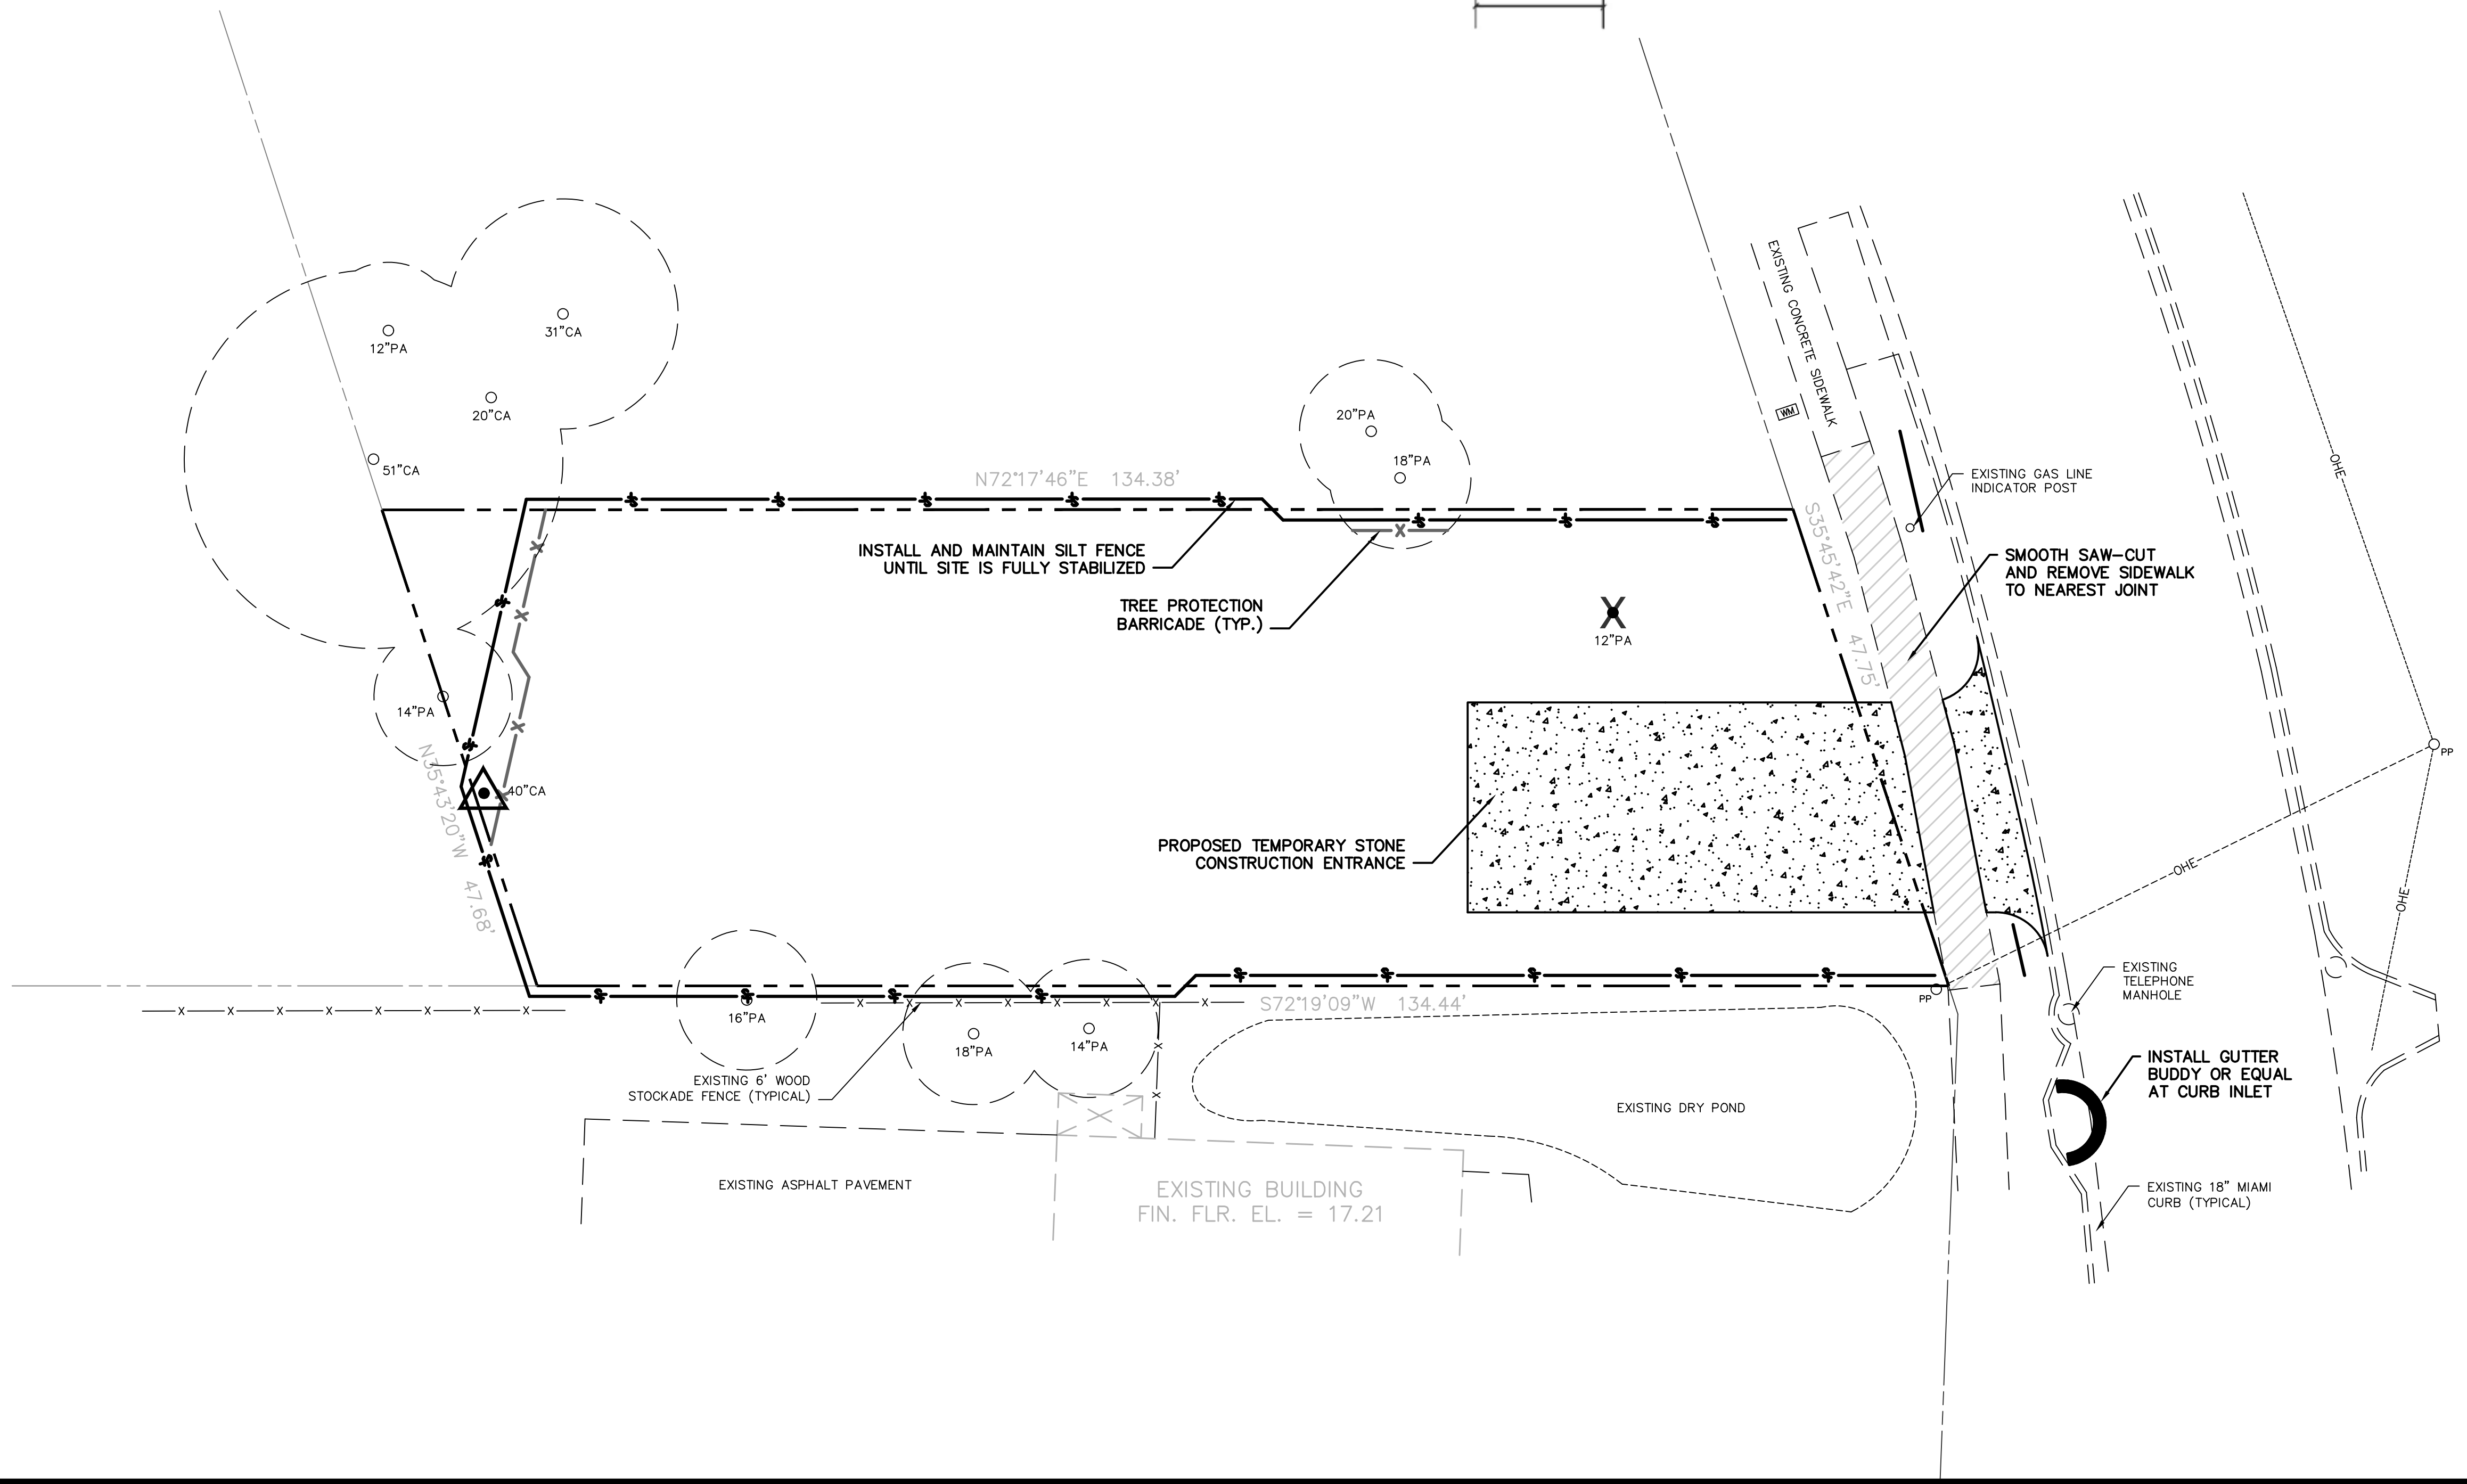 EXISTING CONCRETE SIDEWALK
31"CA
12"PA
20"CA
WM
20"PA
51"CA
18"PA
OHE
N72°17'46"E 134.38'
EXISTING GAS LINE
INDICATOR POST
S35°45'42"E 47.75'
INSTALL AND MAINTAIN SILT FENCE
UNTIL SITE IS FULLY STABILIZED
SMOOTH SAW-CUT
AND REMOVE SIDEWALK
TO NEAREST JOINT
TREE PROTECTION
BARRICADE (TYP.)
12"PA
14"PA
PP
N35°43'20"W 47.68'
40"CA
PROPOSED TEMPORARY STONE
CONSTRUCTION ENTRANCE
OHE
OHE
EXISTING
TELEPHONE
MANHOLE
PP
S72°19'09"W 134.44'
16"PA
18"PA
14"PA
EXISTING 6' WOOD
STOCKADE FENCE (TYPICAL)
INSTALL GUTTER
BUDDY OR EQUAL
AT CURB INLET
EXISTING DRY POND
EXISTING ASPHALT PAVEMENT
EXISTING BUILDING
FIN. FLR. EL. = 17.21
EXISTING 18" MIAMI
CURB (TYPICAL)